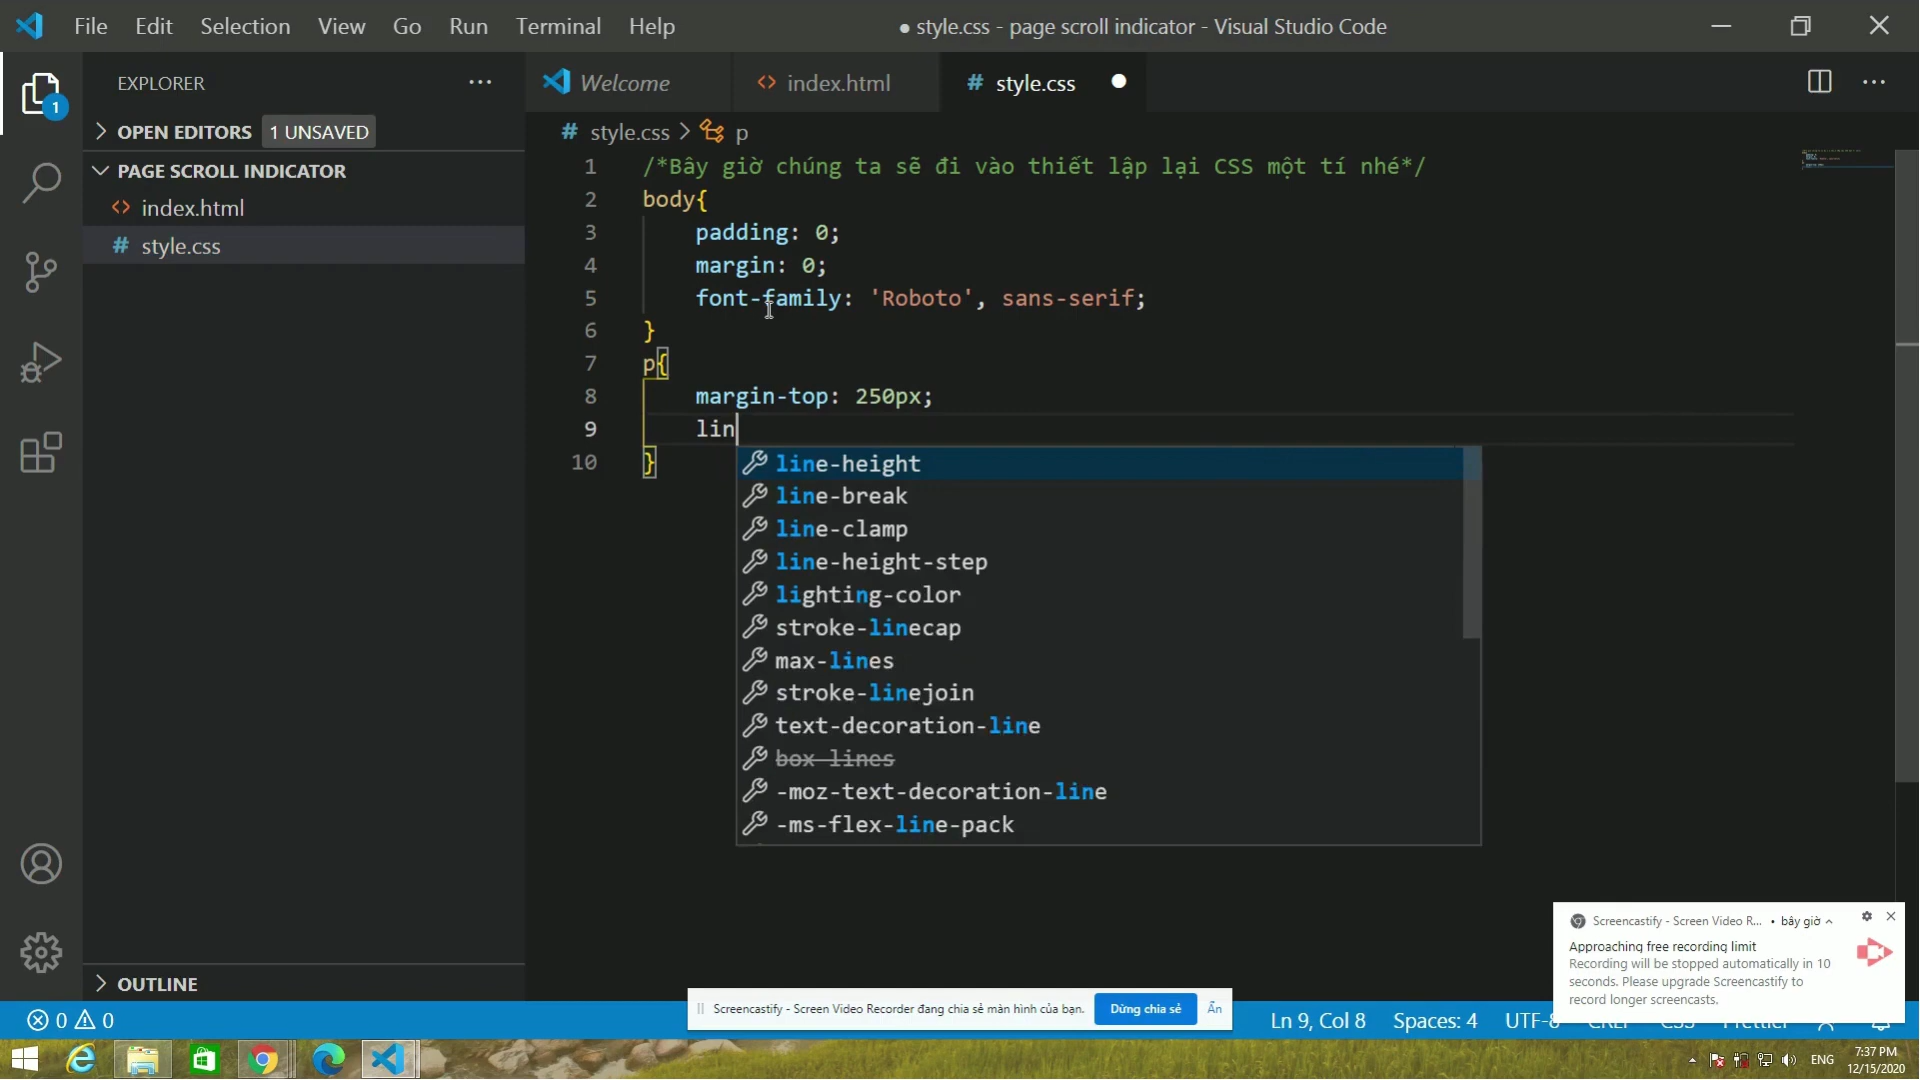 File Edit Selection View Go Run Terminal Help
● style.css - page scroll indicator - Visual Studio Code
EXPLORER
Welcome
index.html
# style.css
1
OPEN EDITORS 1 UNSAVED
# style.css > p
PAGE SCROLL INDICATOR
index.html
# style.css
1 /*Bây giờ chúng ta sẽ đi vào thiết lập lại CSS một tí nhé*/
2 body{
3 padding: 0;
4 margin: 0;
5 font-family: 'Roboto', sans-serif;
6 }
7 p{
8 margin-top: 250px;
9 lin
10 }
line-height
line-break
line-clamp
line-height-step
lighting-color
stroke-linecap
max-lines
stroke-linejoin
text-decoration-line
box-lines
-moz-text-decoration-line
-ms-flex-line-pack
OUTLINE
Screencastify - Screen Video R... • bây giờ
Approaching free recording limit
Recording will be stopped automatically in 10
seconds. Please upgrade Screencastify to
record longer screencasts.
Screencastify - Screen Video Recorder đang chia sẻ màn hình của bạn. Dừng chia sẻ Ẩn
0 0
Ln 9, Col 8 Spaces: 4 UTF-8 CRLF CSS Prettier
ENG
7:37 PM
12/15/2020